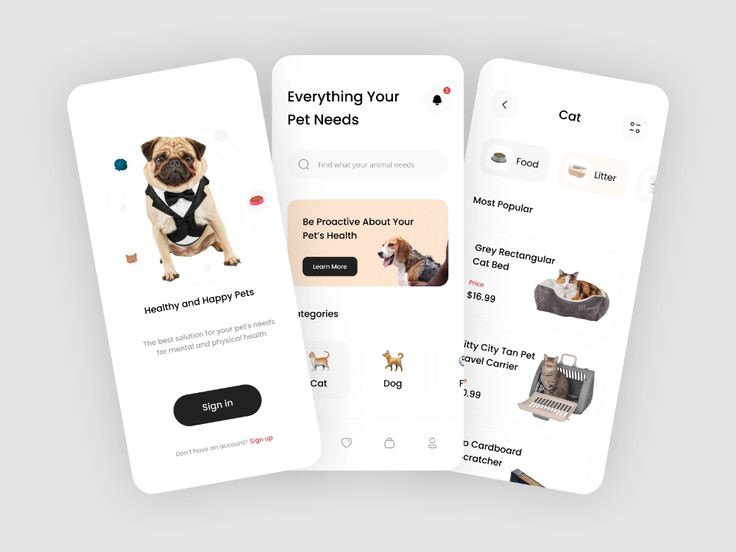 Healthy and Happy Pets
The best solution for your pet's needs
for mental and physical health
Sign in
Don't have an account? Sign up
Everything Your
Pet Needs
3
Find what your animal needs
Be Proactive About Your
Pet's Health
Learn More
ategories
Cat
Dog
F
Cat
Food
Litter
Most Popular
Grey Rectangular
Cat Bed
Price
$16.99
itty City Tan Pet
avel Carrier
e
0.99
o Cardboard
cratcher